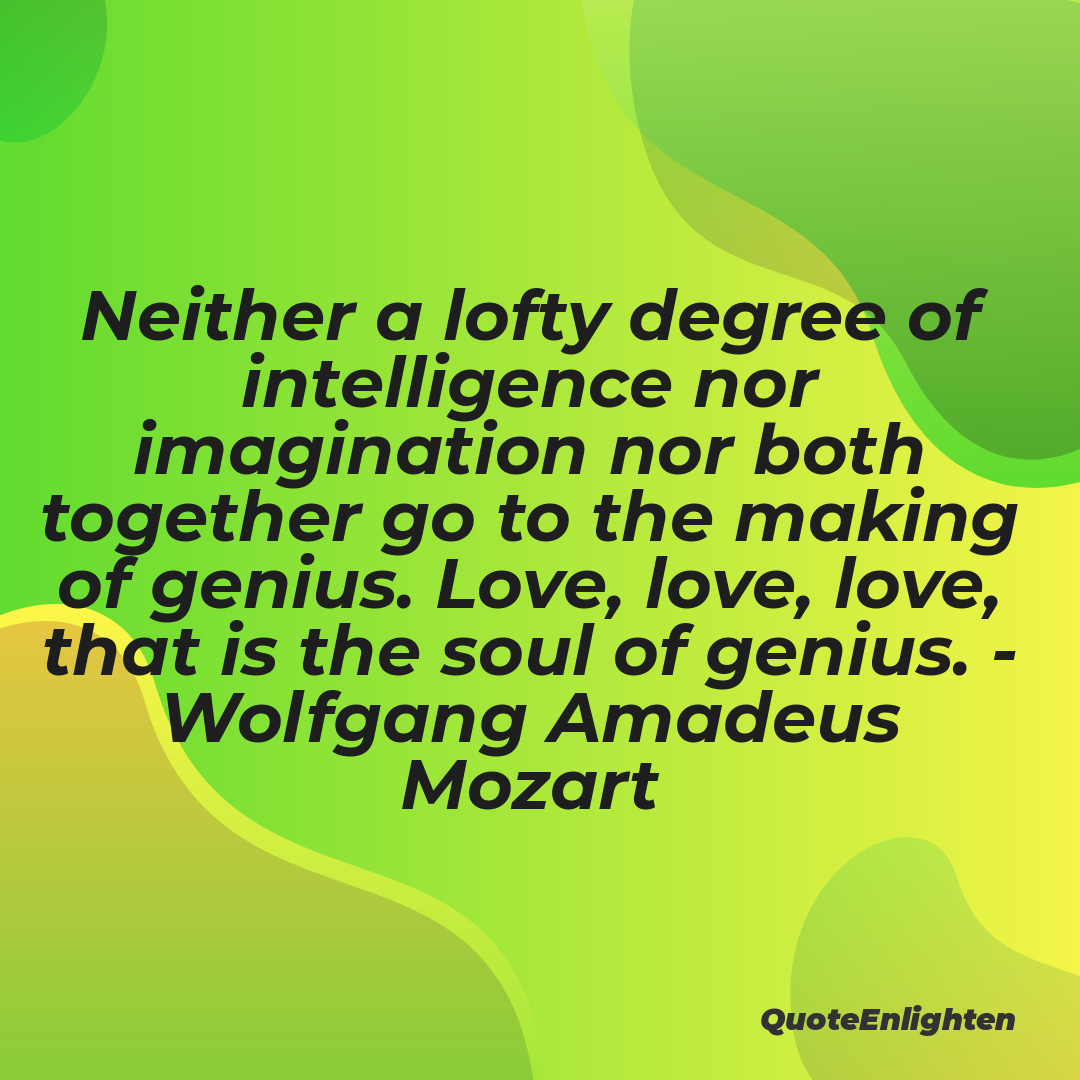 Neither a lofty degree of
intelligence nor
imagination nor both
together go to the making
of genius. Love, love, love,
that is the soul of genius. -
Wolfgang Amadeus
Mozart
QuoteEnlighten